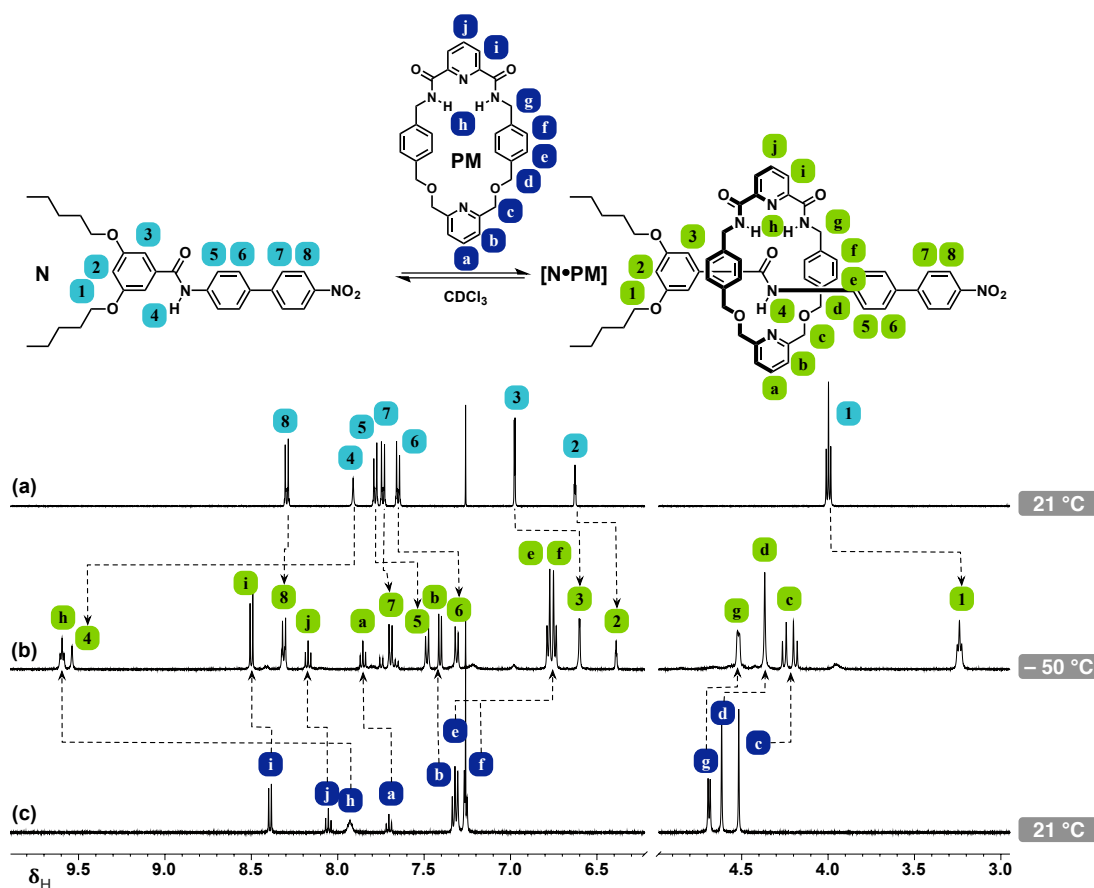 j
i
O
N
O
N
H
H
N
g
h
f
PM
e
O
O
d
N
c
b
a
N
O
3
2
O
1
O
N
H
4
5
6
7
8
NO₂
CDCl₃
[N•PM]
j
i
O
N
O
N
H
h
H
N
g
3
f
O
O
7
8
2
e
NO₂
O
1
N
H
4
d
5
6
O
O
c
N
b
a
(a)
8
5
7
4
6
3
2
1
21 °C
(b)
h
4
i
8
j
a
7
5
b
6
e
f
3
2
g
d
c
1
– 50 °C
(c)
i
j
h
a
b
e
f
g
d
c
21 °C
δH
9.5
9.0
8.5
8.0
7.5
7.0
6.5
4.5
4.0
3.5
3.0